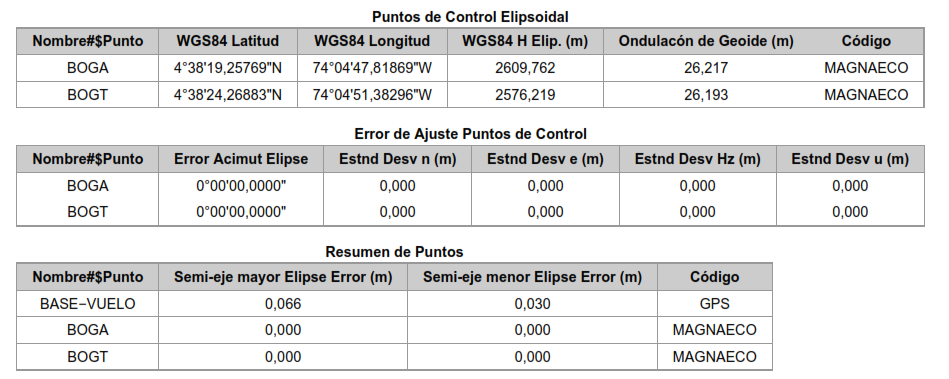 Puntos de Control Elipsoidal
Nombre#$Punto WGS84 Latitud WGS84 Longitud WGS84 H Elip. (m) Ondulacón de Geoide (m) Código
BOGA 4°38'19,25769"N 74°04'47,81869"W 2609,762 26,217 MAGNAECO
BOGT 4°38'24,26883"N 74°04'51,38296"W 2576,219 26,193 MAGNAECO
Error de Ajuste Puntos de Control
Nombre#$Punto Error Acimut Elipse Estnd Desv n (m) Estnd Desv e (m) Estnd Desv Hz (m) Estnd Desv u (m)
BOGA 0°00'00,0000" 0,000 0,000 0,000 0,000
BOGT 0°00'00,0000" 0,000 0,000 0,000 0,000
Resumen de Puntos
Nombre#$Punto Semi-eje mayor Elipse Error (m) Semi-eje menor Elipse Error (m) Código
BASE−VUELO 0,066 0,030 GPS
BOGA 0,000 0,000 MAGNAECO
BOGT 0,000 0,000 MAGNAECO